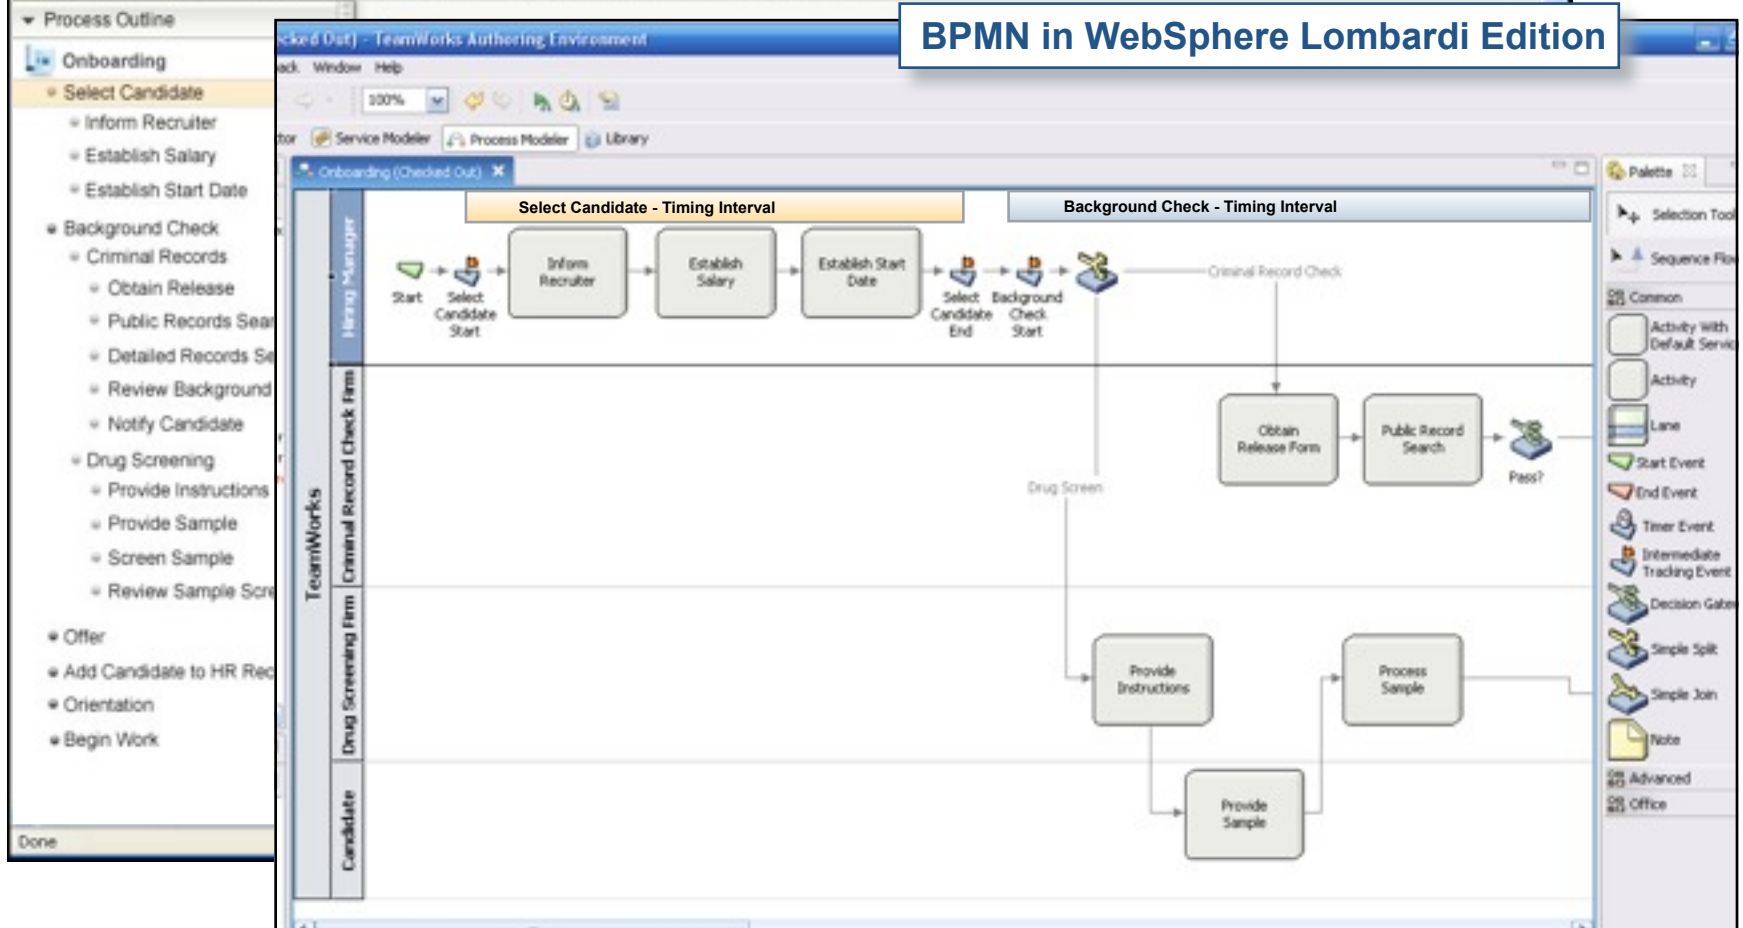 Process Outline
Onboarding
Select Candidate
Inform Recruiter
Establish Salary
Establish Start Date
Background Check
Criminal Records
Obtain Release
Public Records Sear
Detailed Records Se
Review Background
Notify Candidate
Drug Screening
Provide Instructions
Provide Sample
Screen Sample
Review Sample Scre
Offer
Add Candidate to HR Rec
Orientation
Begin Work
Done
BPMN in WebSphere Lombardi Edition
cked Out) - TeamWorks Authoring Environment
ack Window Help
100%
tor Service Modeler Process Modeler Library
Onboarding (Checked Out)
TeamWorks
Hiring Manager
Select Candidate - Timing Interval
Background Check - Timing Interval
Start
Select
Candidate
Start
Inform
Recruiter
Establish
Salary
Establish Start
Date
Select
Candidate
End
Background
Check
Start
Criminal Record Check
Criminal Record Check Firm
Obtain
Release Form
Public Record
Search
Pass?
Drug Screen
Drug Screening Firm
Provide
Instructions
Process
Sample
Candidate
Provide
Sample
Palette
Selection Tool
Sequence Flow
Common
Activity With
Default Servic
Activity
Lane
Start Event
End Event
Timer Event
Intermediate
Tracking Event
Decision Gatew
Simple Split
Simple Join
Note
Advanced
Office